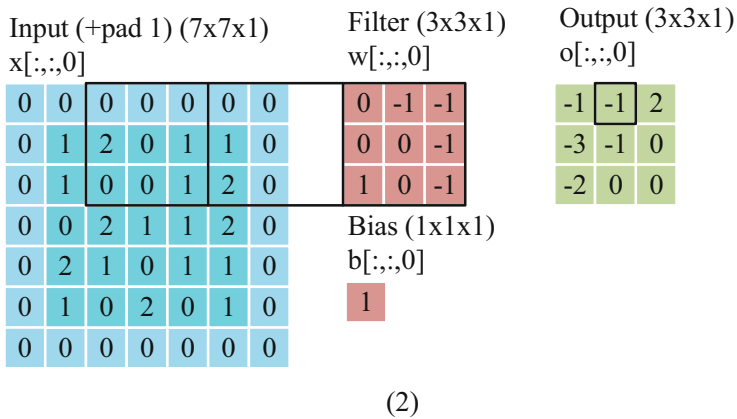 Input (+pad 1) (7x7x1)
x[:,:,0]
0 0 0 0 0 0 0
0 1 2 0 1 1 0
0 1 0 0 1 2 0
0 0 2 1 1 2 0
0 2 1 0 1 1 0
0 1 0 2 0 1 0
0 0 0 0 0 0 0
Filter (3x3x1)
w[:,:,0]
0 -1 -1
0 0 -1
1 0 -1
Bias (1x1x1)
b[:,:,0]
1
Output (3x3x1)
o[:,:,0]
-1 -1 2
-3 -1 0
-2 0 0
(2)